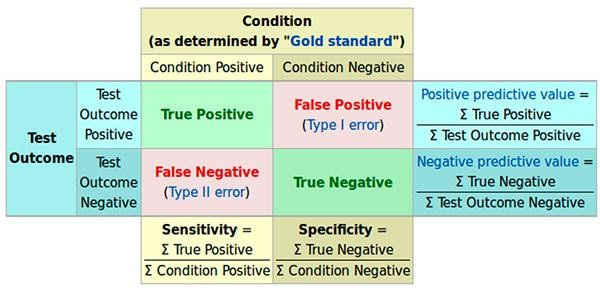 Condition
(as determined by "Gold standard")
Condition Positive Condition Negative
Test
Outcome
Test
Outcome
Positive
True Positive
False Positive
(Type I error)
Positive predictive value =
Σ True Positive
Σ Test Outcome Positive
Test
Outcome
Negative
False Negative
(Type II error)
True Negative
Negative predictive value =
Σ True Negative
Σ Test Outcome Negative
Sensitivity =
Σ True Positive
Σ Condition Positive
Specificity =
Σ True Negative
Σ Condition Negative